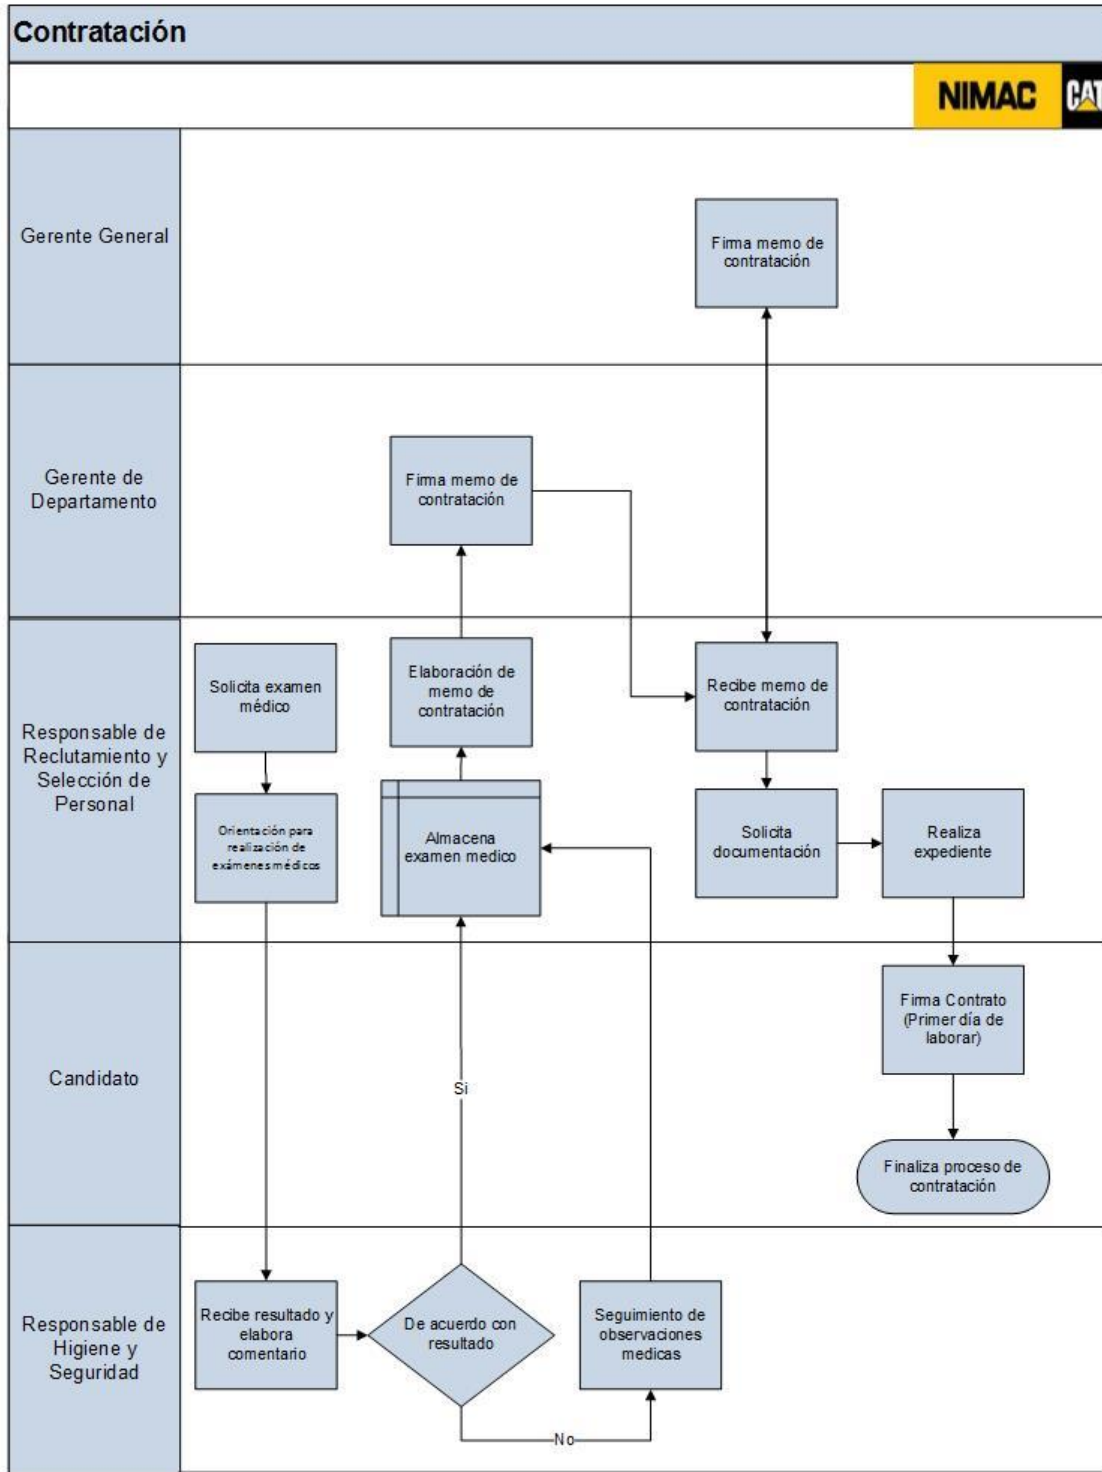 Contratación
NIMAC
CAT
Gerente General
Firma memo de
contratación
Gerente de
Departamento
Firma memo de
contratación
Responsable de
Reclutamiento y
Selección de
Personal
Solicita examen
médico
Elaboración de
memo de
contratación
Recibe memo de
contratación
Orientación para
realización de
exámenes médicos
Almacena
examen medico
Solicita
documentación
Realiza
expediente
Candidato
Firma Contrato
(Primer día de
laborar)
Si
Finaliza proceso de
contratación
Responsable de
Higiene y
Seguridad
Recibe resultado y
elabora
comentario
De acuerdo con
resultado
Seguimiento de
observaciones
medicas
No